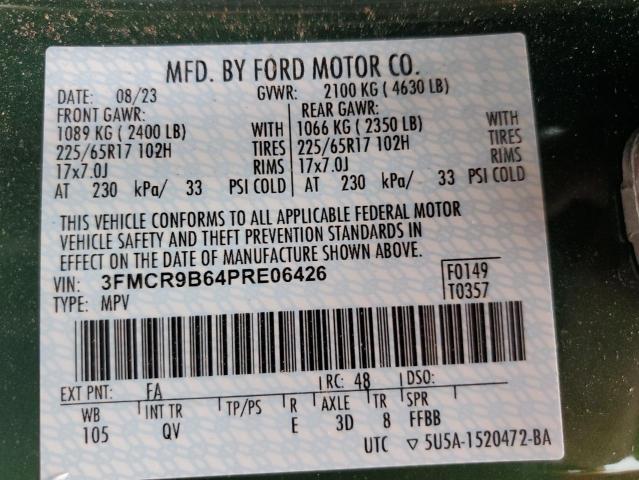 MFD. BY FORD MOTOR CO.
DATE: 08/23 GVWR: 2100 KG ( 4630 LB)
FRONT GAWR: REAR GAWR:
1089 KG ( 2400 LB) WITH 1066 KG ( 2350 LB) WITH
225/65R17 102H TIRES 225/65R17 102H TIRES
17x7.0J RIMS 17x7.0J RIMS
AT 230 kPa/ 33 PSI COLD AT 230 kPa/ 33 PSI COLD
THIS VEHICLE CONFORMS TO ALL APPLICABLE FEDERAL MOTOR
VEHICLE SAFETY AND THEFT PREVENTION STANDARDS IN
EFFECT ON THE DATE OF MANUFACTURE SHOWN ABOVE.
VIN: 3FMCR9B64PRE06426 F0149
TYPE: MPV T0357
EXT PNT: FA RC: 48 DSO:
WB INT TR TP/PS R AXLE TR SPR
105 QV E 3D 8 FFBB
UTC ▽ 5U5A-1520472-BA